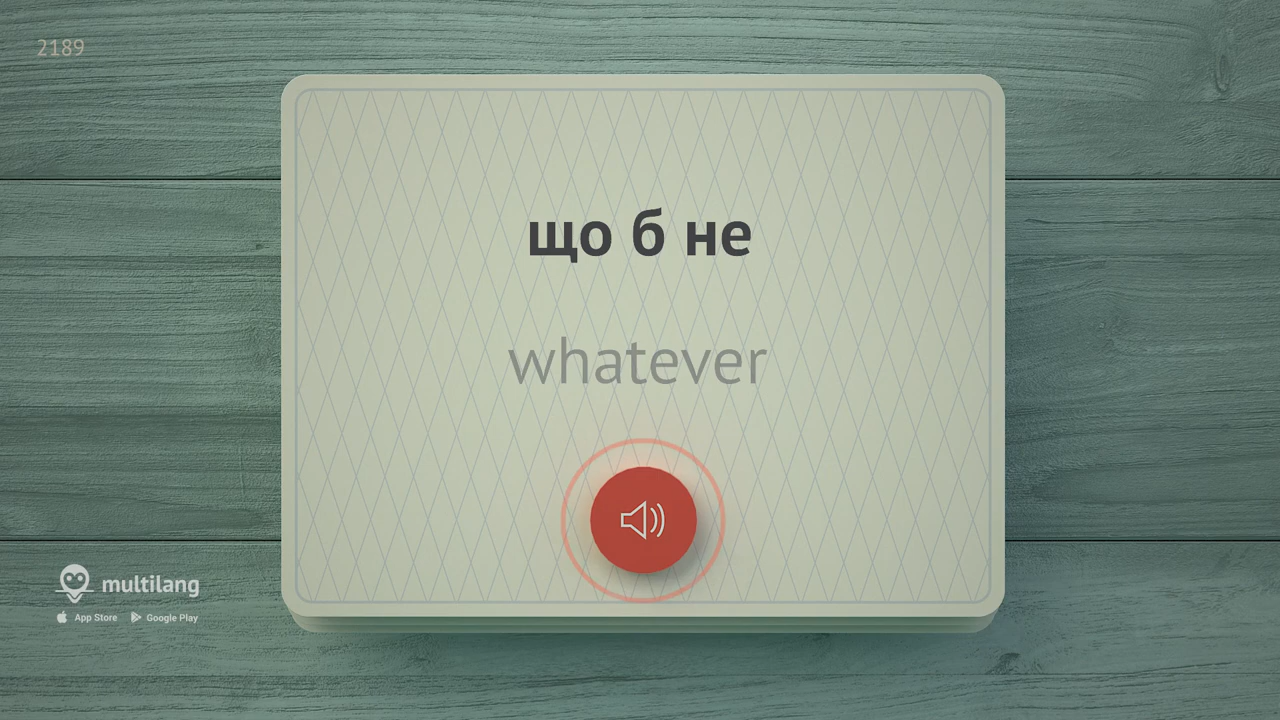 2189
що б не
whatever
multilang
App Store Google Play